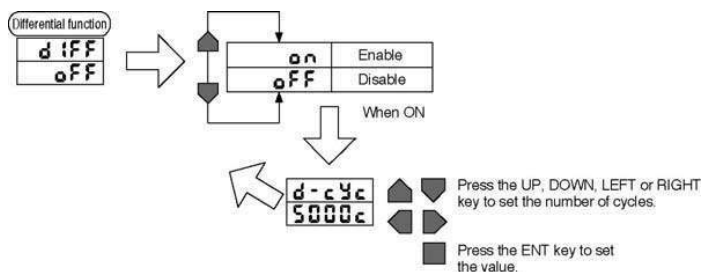 Differential function
dIFF
oFF
on Enable
oFF Disable
When ON
d-cYc
5000c
Press the UP, DOWN, LEFT or RIGHT
key to set the number of cycles.
Press the ENT key to set
the value.